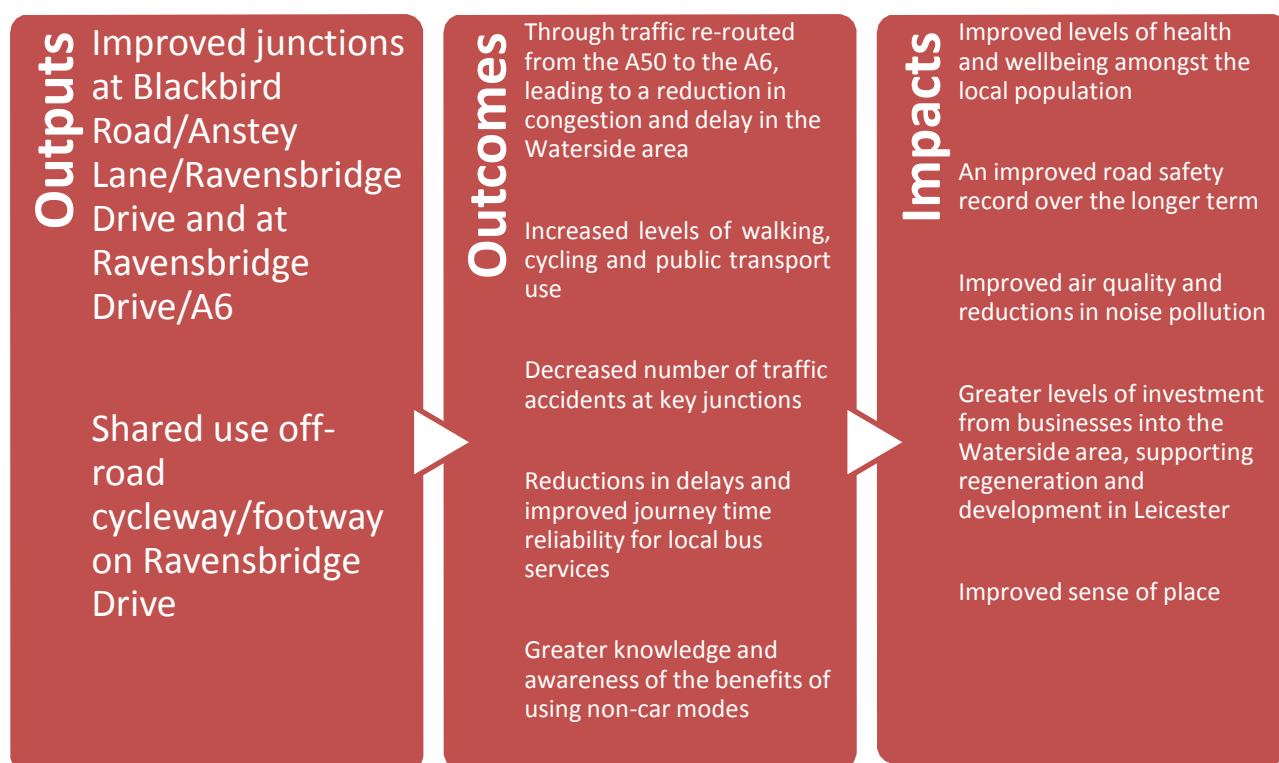 Outputs
Improved junctions
at Blackbird
Road/Anstey
Lane/Ravensbridge
Drive and at
Ravensbridge
Drive/A6
Shared use off-
road
cycleway/footway
on Ravensbridge
Drive
Outcomes
Through traffic re-routed
from the A50 to the A6,
leading to a reduction in
congestion and delay in the
Waterside area
Increased levels of walking,
cycling and public transport
use
Decreased number of traffic
accidents at key junctions
Reductions in delays and
improved journey time
reliability for local bus
services
Greater knowledge and
awareness of the benefits of
using non-car modes
Impacts
Improved levels of health
and wellbeing amongst the
local population
An improved road safety
record over the longer term
Improved air quality and
reductions in noise pollution
Greater levels of investment
from businesses into the
Waterside area, supporting
regeneration and
development in Leicester
Improved sense of place